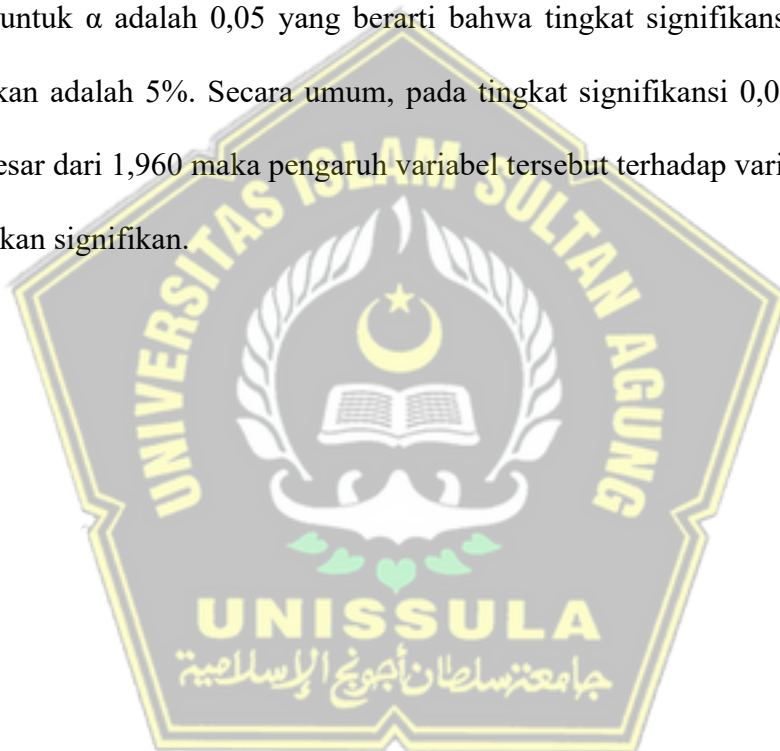 untuk α adalah 0,05 yang berarti bahwa tingkat signifikans
kan adalah 5%. Secara umum, pada tingkat signifikansi 0,0
esar dari 1,960 maka pengaruh variabel tersebut terhadap vari
kan signifikan.
UNIVERSITAS ISLAM SULTAN AGUNG
UNISSULA
جامعنسلطان أجونج الإسلامية